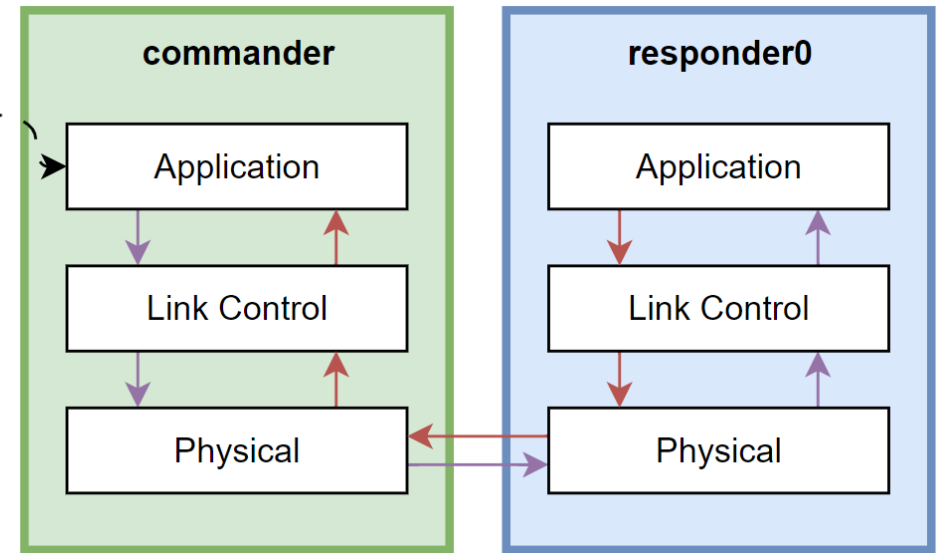 commander
responder0
Application
Application
Link Control
Link Control
Physical
Physical